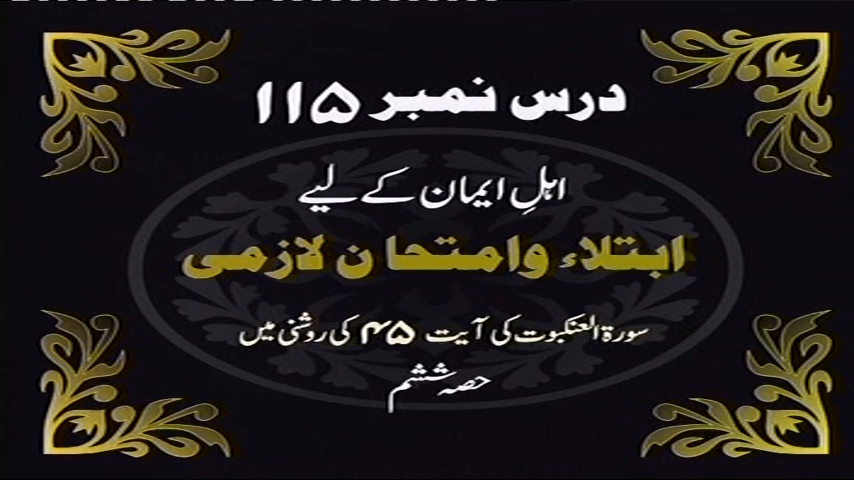 درس نمبر ۱۱۵
اہلِ ایمان کے لیے
ابتلاء وامتحان لازمی
سورۃ العنکبوت کی آیت ۴۵ کی روشنی میں
حصہ ششم